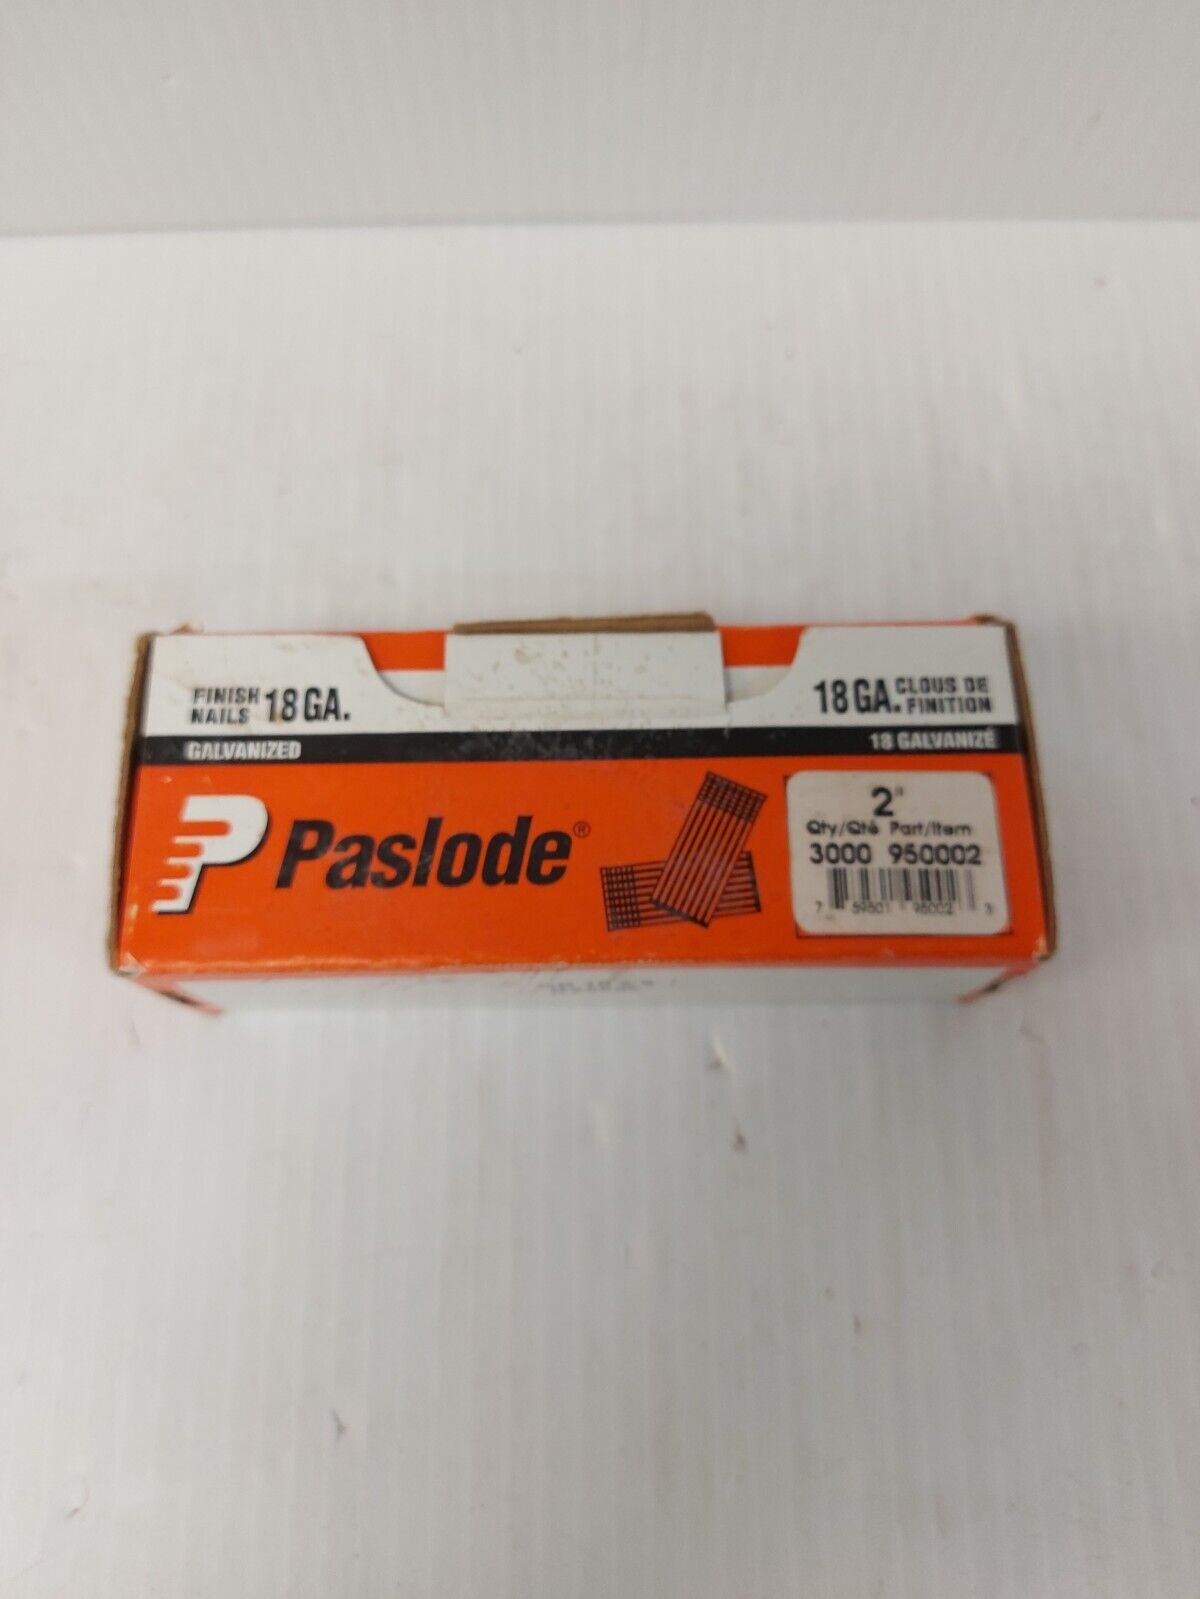 FINISH
NAILS 18 GA.
GALVANIZED
18 GA. CLOUS DE
FINITION
18 GALVANIZÉ
Paslode®
2"
Qty/Qté Part/Item
3000 950002